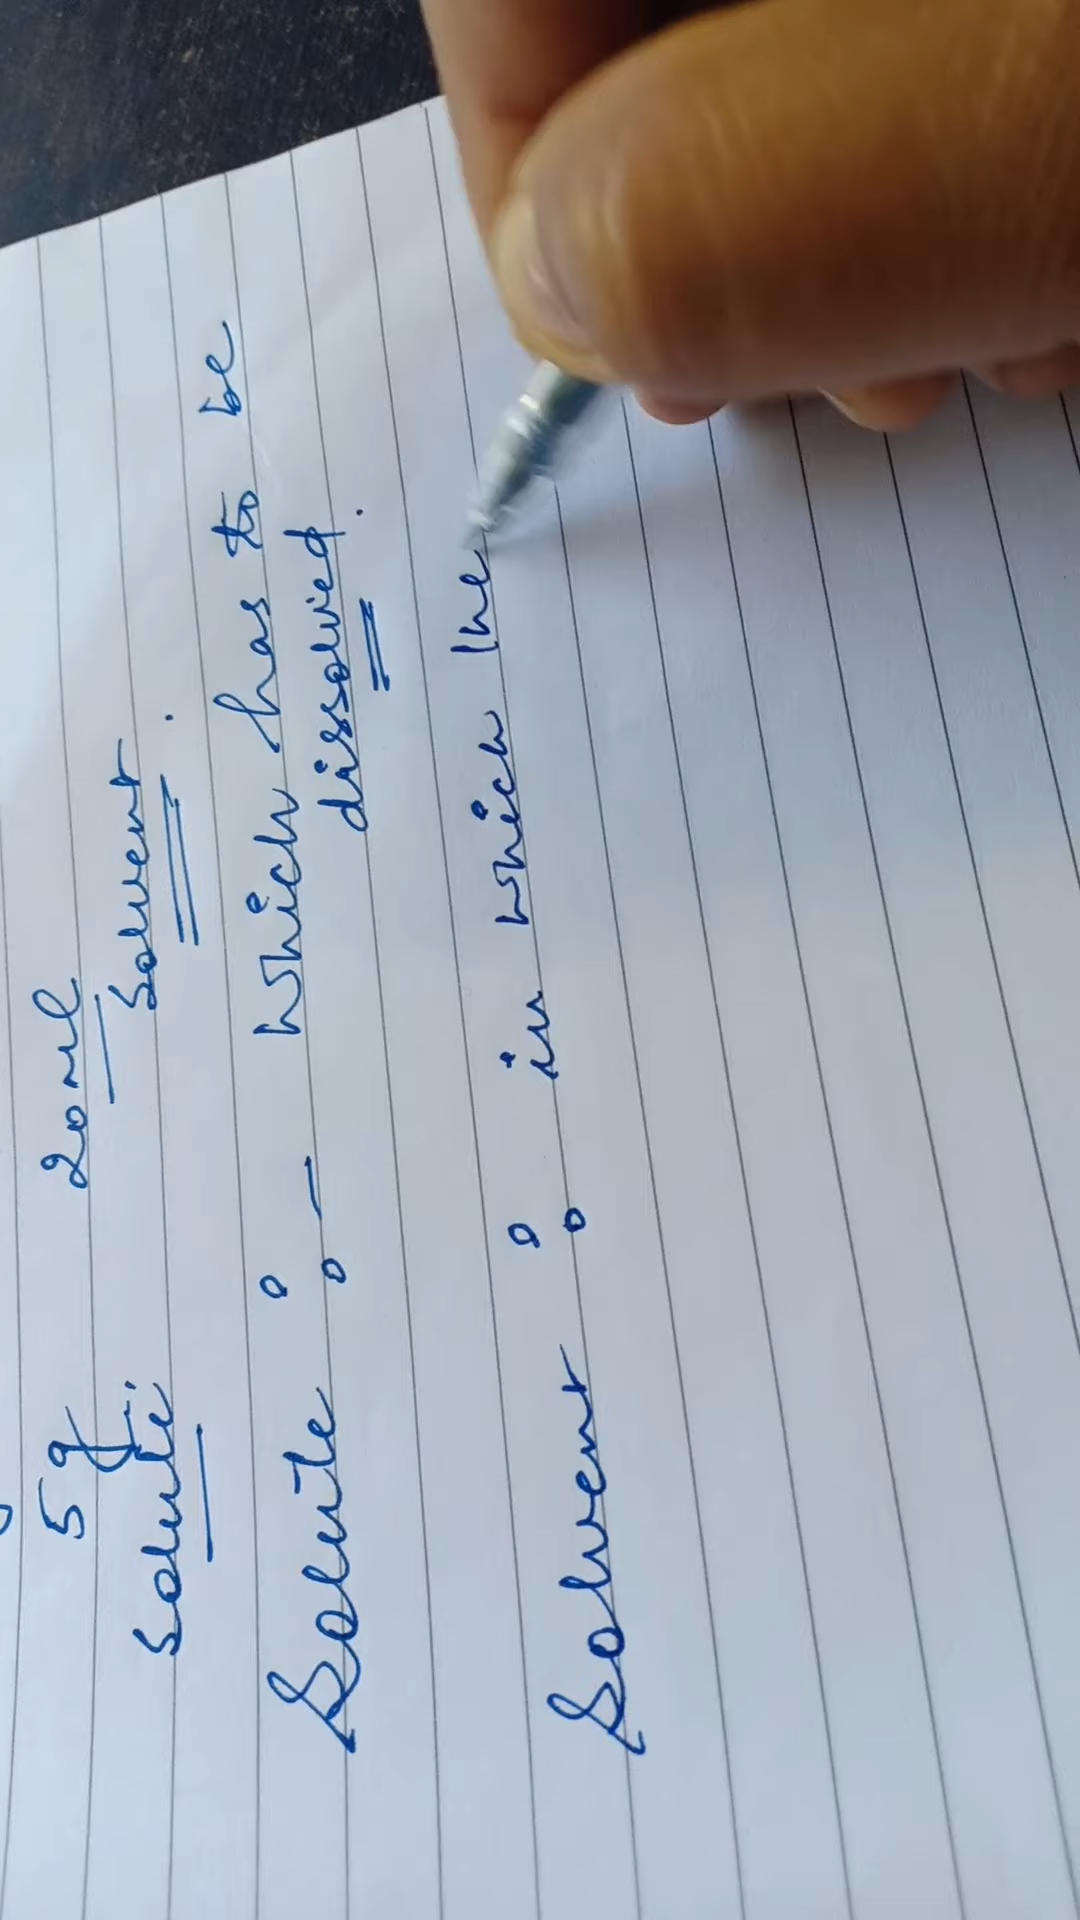 5g 20ml
Solute Solvent.
Solute :- which has to be
dissolved.
Solvent : in which the